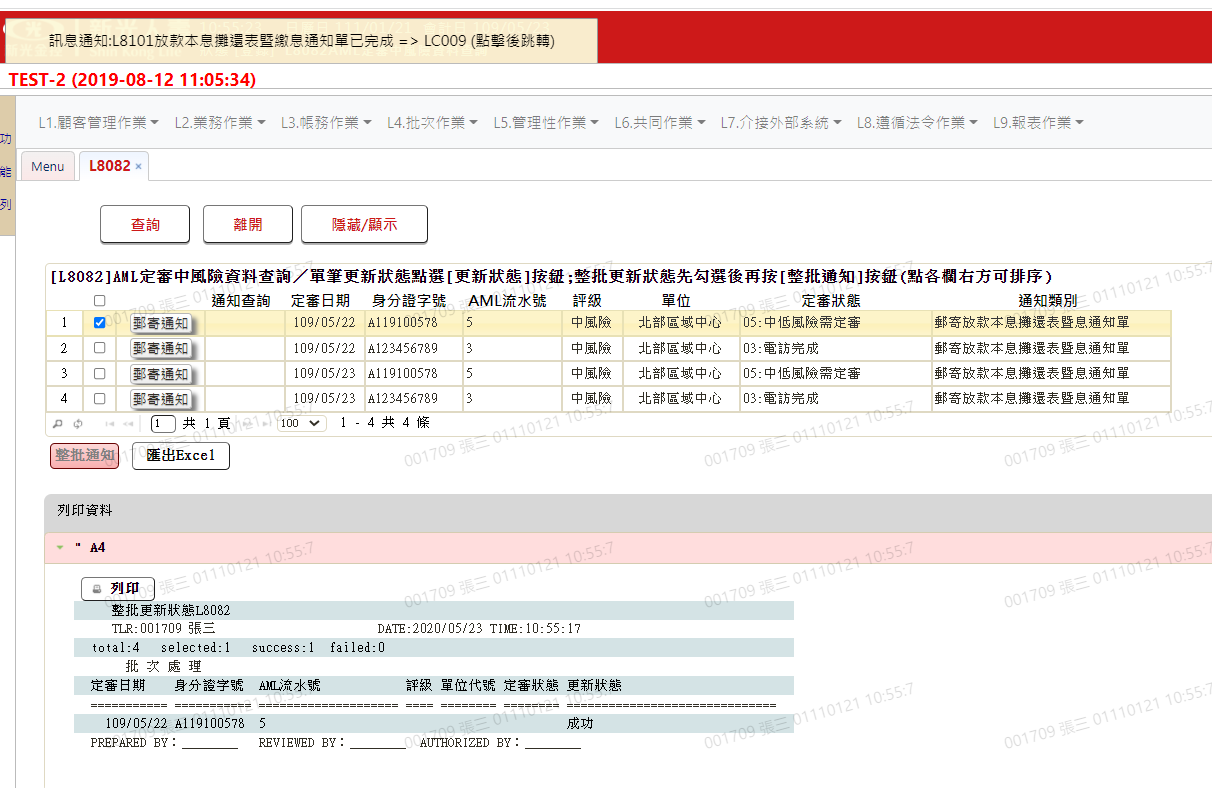 訊息通知:L8101放款本息攤還表暨繳息通知單已完成 => LC009 (點擊後跳轉)
TEST-2 (2019-08-12 11:05:34)
功
能
列
L1.顧客管理作業 L2.業務作業 L3.帳務作業 L4.批次作業 L5.管理性作業 L6.共同作業 L7.介接外部系統 L8.遵循法令作業 L9.報表作業
Menu L8082 ×
查詢 離開 隱藏/顯示
[L8082]AML定審中風險資料查詢／單筆更新狀態點選[更新狀態]按鈕;整批更新狀態先勾選後再按[整批通知]按鈕(點各欄右方可排序)
通知查詢 定審日期 身分證字號 AML流水號 評級 單位 定審狀態 通知類別
1 郵寄通知 109/05/22 A119100578 5 中風險 北部區域中心 05:中低風險需定審 郵寄放款本息攤還表暨息通知單
2 郵寄通知 109/05/22 A123456789 3 中風險 北部區域中心 03:電訪完成 郵寄放款本息攤還表暨息通知單
3 郵寄通知 109/05/23 A119100578 5 中風險 北部區域中心 05:中低風險需定審 郵寄放款本息攤還表暨息通知單
4 郵寄通知 109/05/23 A123456789 3 中風險 北部區域中心 03:電訪完成 郵寄放款本息攤還表暨息通知單
1 共 1 頁 100 1 - 4 共 4 條
整批通知 匯出Excel
列印資料
" A4
列印
整批更新狀態L8082
TLR:001709 張三 DATE:2020/05/23 TIME:10:55:17
total:4 selected:1 success:1 failed:0
批 次 處 理
定審日期 身分證字號 AML流水號 評級 單位代號 定審狀態 更新狀態
=========== ========== ==================== ==== ======== ======== ==============================
109/05/22 A119100578 5 成功
PREPARED BY：________ REVIEWED BY：________ AUTHORIZED BY：________
001709 張三 01110121 10:55:7